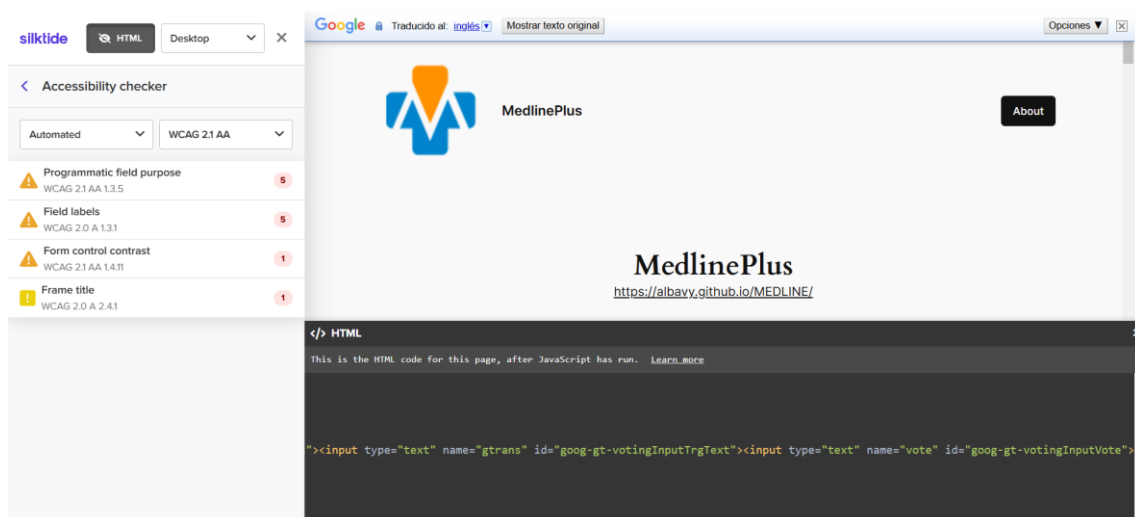 silktide
HTML
Desktop
Accessibility checker
Automated
WCAG 2.1 AA
Programmatic field purpose
WCAG 2.1 AA 1.3.5
5
Field labels
WCAG 2.0 A 1.3.1
5
Form control contrast
WCAG 2.1 AA 1.4.11
1
Frame title
WCAG 2.0 A 2.4.1
1
Google Traducido al: inglés Mostrar texto original Opciones ▼
MedlinePlus
About
MedlinePlus
https://albavy.github.io/MEDLINE/
</> HTML
This is the HTML code for this page, after JavaScript has run. Learn more
"><input type="text" name="gtrans" id="goog-gt-votingInputTrgText"><input type="text" name="vote" id="goog-gt-votingInputVote">